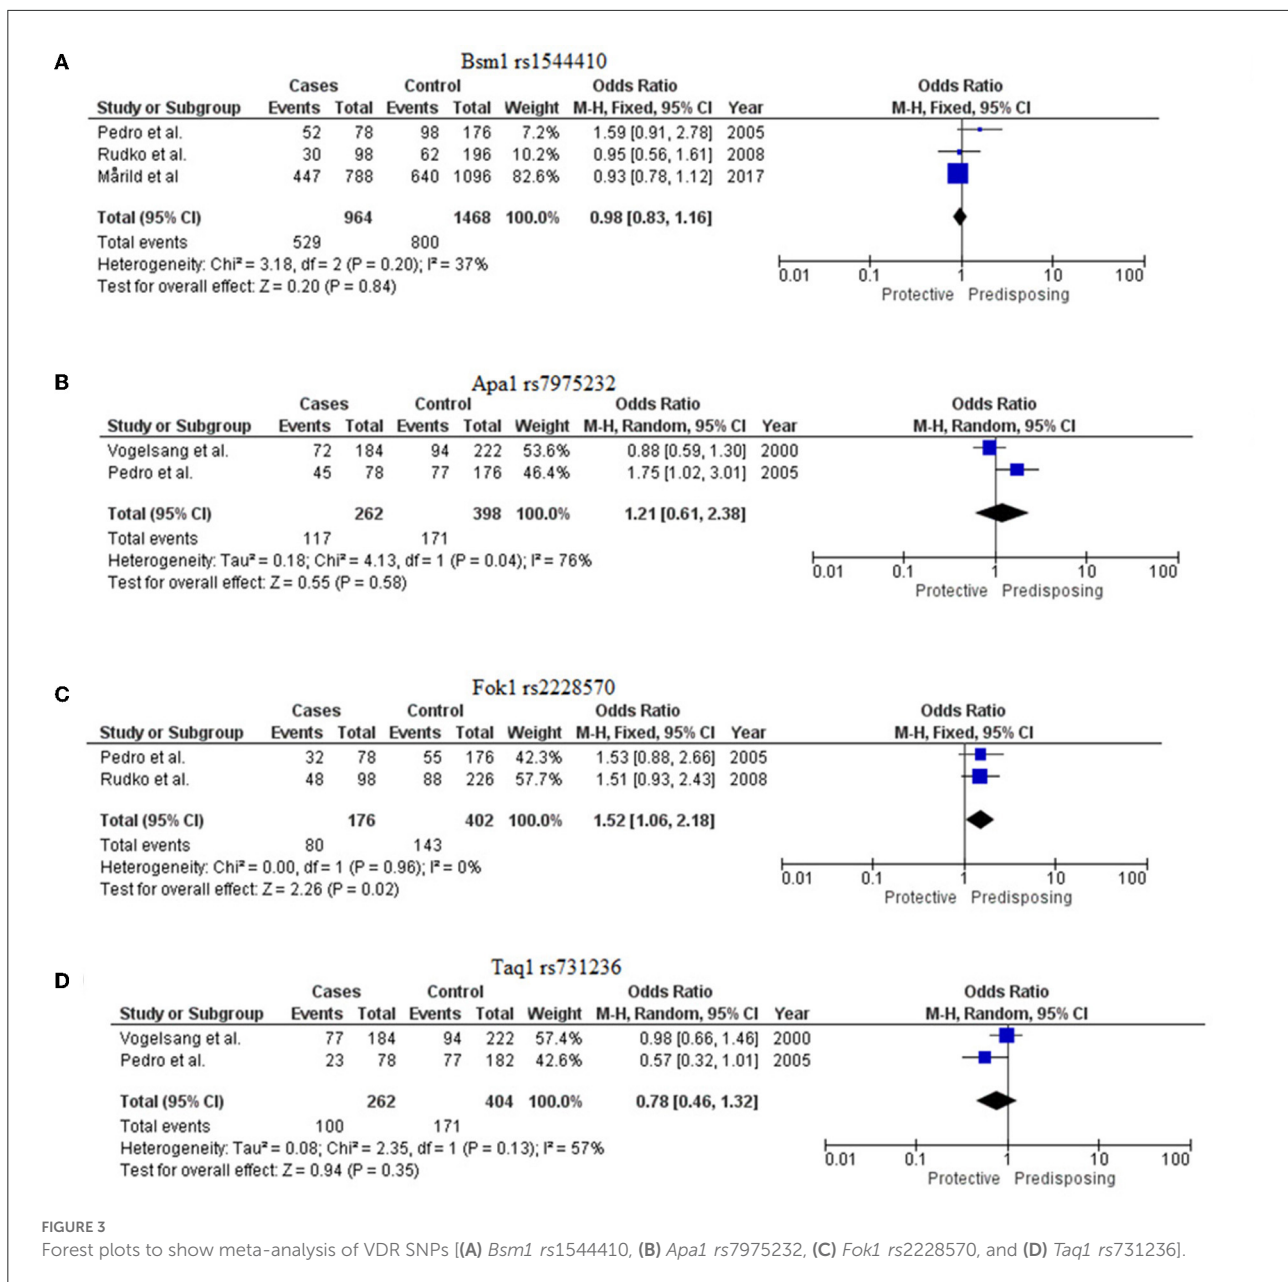 A
Bsm1 rs1544410
Cases Control Odds Ratio Odds Ratio
Study or Subgroup Events Total Events Total Weight M-H, Fixed, 95% CI Year M-H, Fixed, 95% CI
Pedro et al. 52 78 98 176 7.2% 1.59 [0.91, 2.78] 2005
Rudko et al. 30 98 62 196 10.2% 0.95 [0.56, 1.61] 2008
Mårild et al 447 788 640 1096 82.6% 0.93 [0.78, 1.12] 2017
Total (95% CI) 964 1468 100.0% 0.98 [0.83, 1.16]
Total events 529 800
Heterogeneity: Chi² = 3.18, df = 2 (P = 0.20); I² = 37%
Test for overall effect: Z = 0.20 (P = 0.84)
0.01 0.1 1 10 100
Protective Predisposing
B
Apa1 rs7975232
Cases Control Odds Ratio Odds Ratio
Study or Subgroup Events Total Events Total Weight M-H, Random, 95% CI Year M-H, Random, 95% CI
Vogelsang et al. 72 184 94 222 53.6% 0.88 [0.59, 1.30] 2000
Pedro et al. 45 78 77 176 46.4% 1.75 [1.02, 3.01] 2005
Total (95% CI) 262 398 100.0% 1.21 [0.61, 2.38]
Total events 117 171
Heterogeneity: Tau² = 0.18; Chi² = 4.13, df = 1 (P = 0.04); I² = 76%
Test for overall effect: Z = 0.55 (P = 0.58)
0.01 0.1 1 10 100
Protective Predisposing
C
Fok1 rs2228570
Cases Control Odds Ratio Odds Ratio
Study or Subgroup Events Total Events Total Weight M-H, Fixed, 95% CI Year M-H, Fixed, 95% CI
Pedro et al. 32 78 55 176 42.3% 1.53 [0.88, 2.66] 2005
Rudko et al. 48 98 88 226 57.7% 1.51 [0.93, 2.43] 2008
Total (95% CI) 176 402 100.0% 1.52 [1.06, 2.18]
Total events 80 143
Heterogeneity: Chi² = 0.00, df = 1 (P = 0.96); I² = 0%
Test for overall effect: Z = 2.26 (P = 0.02)
0.01 0.1 1 10 100
Protective Predisposing
D
Taq1 rs731236
Cases Control Odds Ratio Odds Ratio
Study or Subgroup Events Total Events Total Weight M-H, Random, 95% CI Year M-H, Random, 95% CI
Vogelsang et al. 77 184 94 222 57.4% 0.98 [0.66, 1.46] 2000
Pedro et al. 23 78 77 182 42.6% 0.57 [0.32, 1.01] 2005
Total (95% CI) 262 404 100.0% 0.78 [0.46, 1.32]
Total events 100 171
Heterogeneity: Tau² = 0.08; Chi² = 2.35, df = 1 (P = 0.13); I² = 57%
Test for overall effect: Z = 0.94 (P = 0.35)
0.01 0.1 1 10 100
Protective Predisposing
FIGURE 3
Forest plots to show meta-analysis of VDR SNPs [(A) Bsm1 rs1544410, (B) Apa1 rs7975232, (C) Fok1 rs2228570, and (D) Taq1 rs731236].